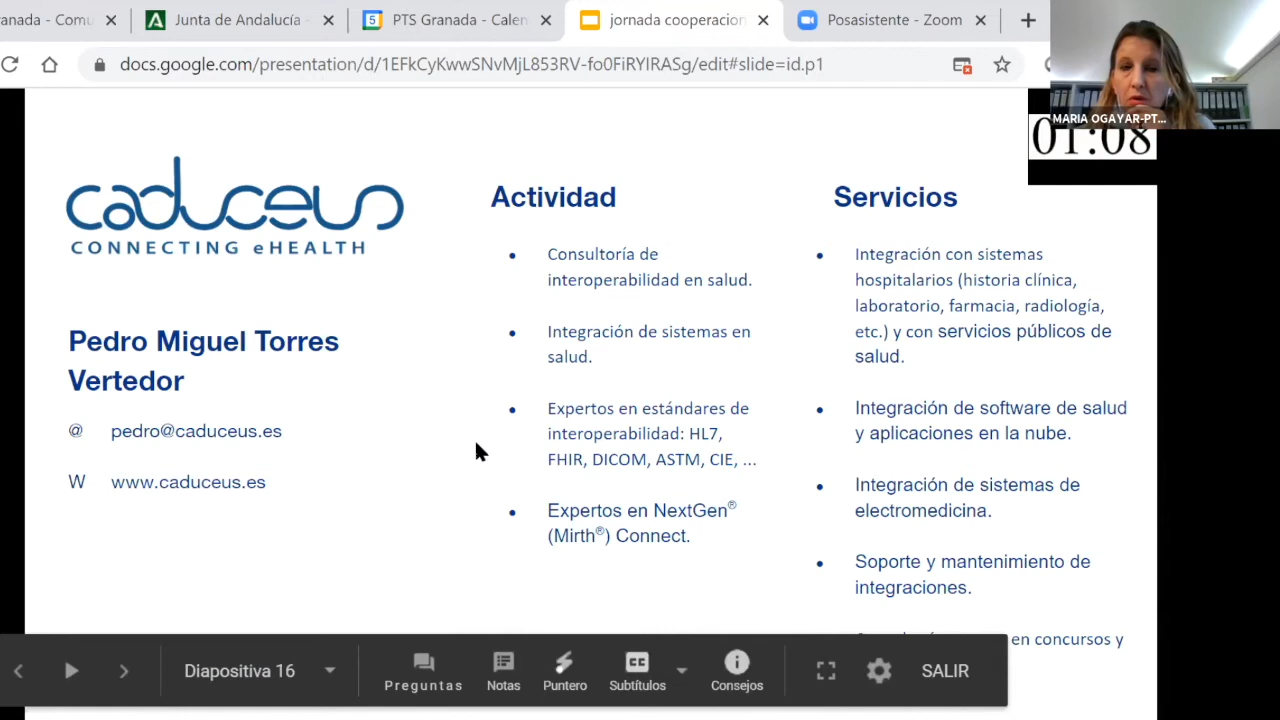 anada - Comu
Junta de Andalucía -
5
PTS Granada - Calen
jornada cooperacion
Posasistente - Zoom
docs.google.com/presentation/d/1EFkCyKwwSNvMjL853RV-fo0FiRYIRASg/edit#slide=id.p1
MARIA OGAYAR-PT...
01:08
caduceus
CONNECTING eHEALTH
Pedro Miguel Torres
Vertedor
@ pedro@caduceus.es
W www.caduceus.es
Actividad
• Consultoría de
interoperabilidad en salud.
• Integración de sistemas en
salud.
• Expertos en estándares de
interoperabilidad: HL7,
FHIR, DICOM, ASTM, CIE, ...
• Expertos en NextGen®
(Mirth®) Connect.
Servicios
• Integración con sistemas
hospitalarios (historia clínica,
laboratorio, farmacia, radiología,
etc.) y con servicios públicos de
salud.
• Integración de software de salud
y aplicaciones en la nube.
• Integración de sistemas de
electromedicina.
• Soporte y mantenimiento de
integraciones.
en concursos y
Diapositiva 16
Preguntas
Notas
Puntero
CC
Subtítulos
Consejos
SALIR